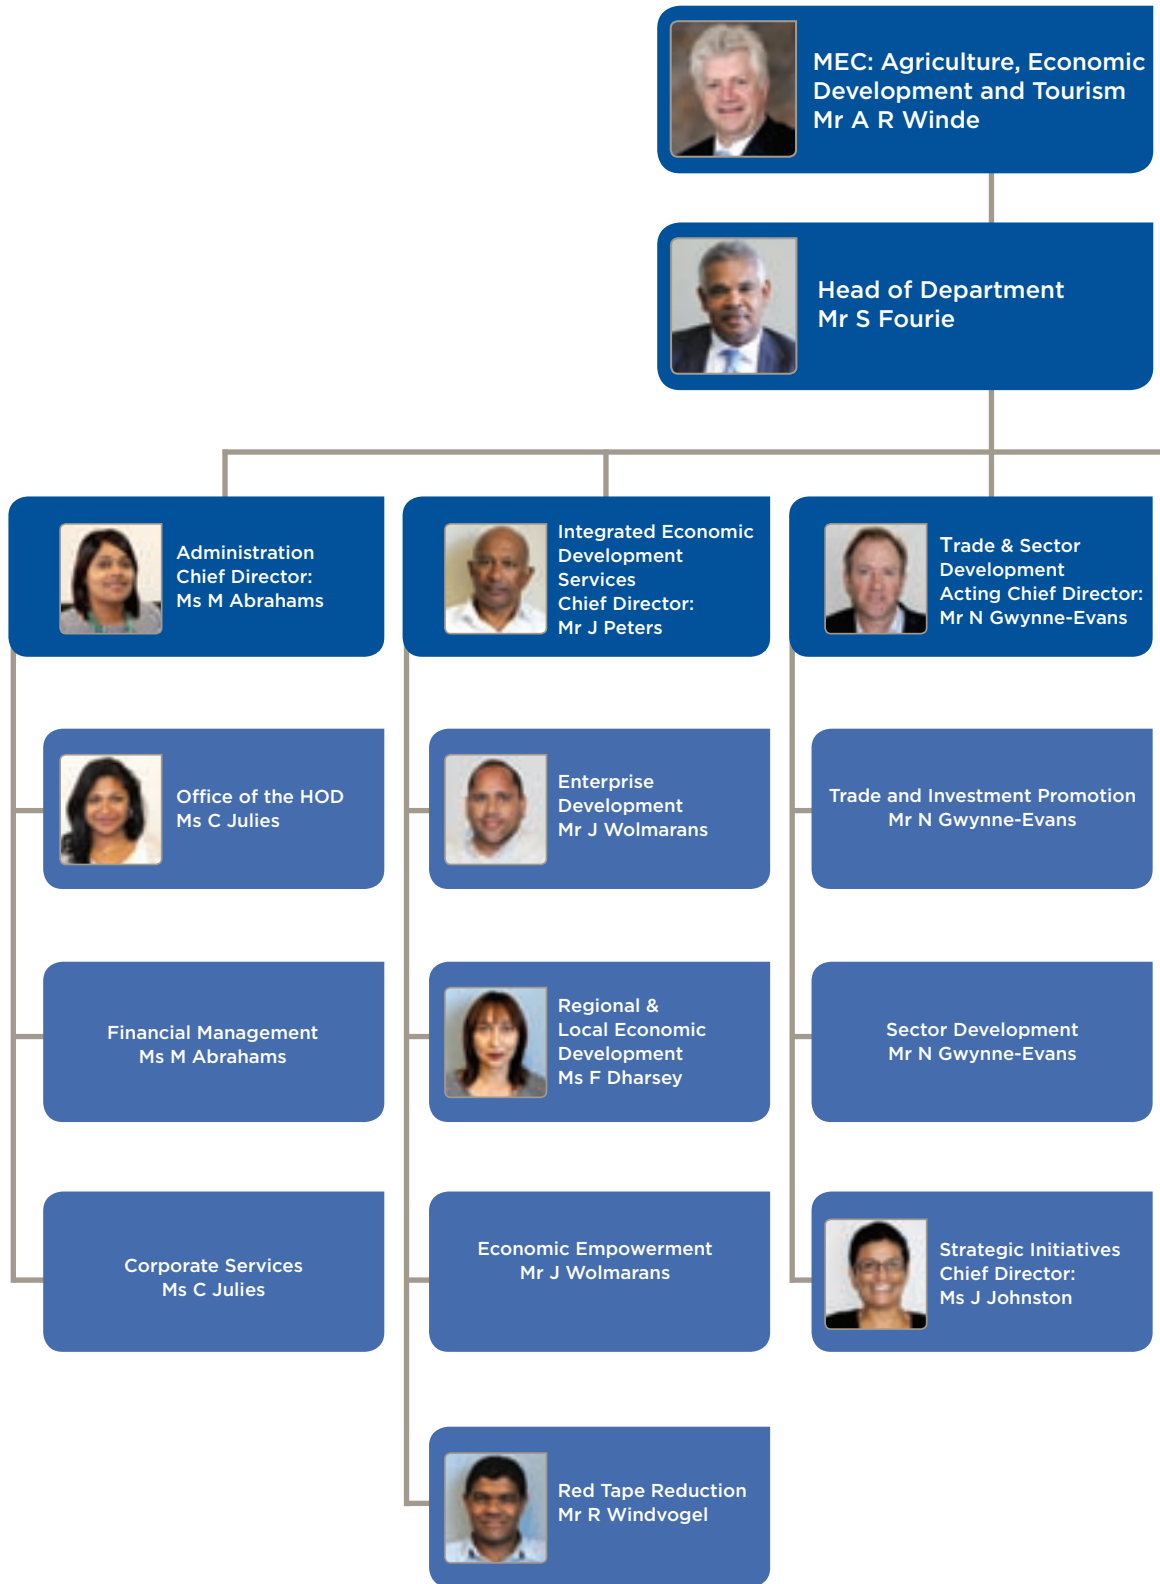 MEC: Agriculture, Economic
Development and Tourism
Mr A R Winde
Head of Department
Mr S Fourie
Administration
Chief Director:
Ms M Abrahams
Integrated Economic
Development
Services
Chief Director:
Mr J Peters
Trade & Sector
Development
Acting Chief Director:
Mr N Gwynne-Evans
Office of the HOD
Ms C Julies
Enterprise
Development
Mr J Wolmarans
Trade and Investment Promotion
Mr N Gwynne-Evans
Financial Management
Ms M Abrahams
Regional &
Local Economic
Development
Ms F Dharsey
Sector Development
Mr N Gwynne-Evans
Corporate Services
Ms C Julies
Economic Empowerment
Mr J Wolmarans
Strategic Initiatives
Chief Director:
Ms J Johnston
Red Tape Reduction
Mr R Windvogel